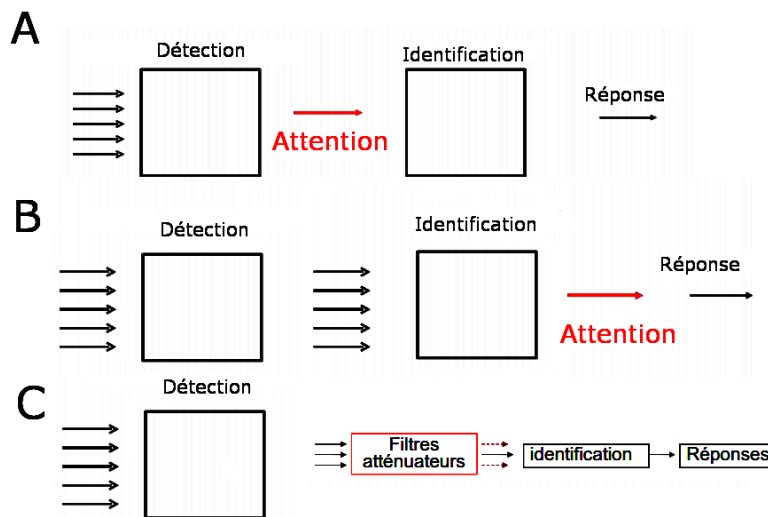 A
Détection
Identification
Réponse
Attention
B
Détection
Identification
Réponse
Attention
C
Détection
Filtres
atténuateurs
identification
Réponses